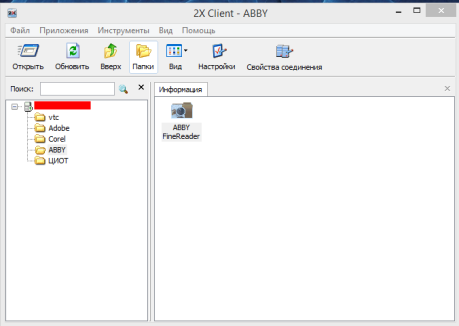 2X
2X Client - ABBY
Файл Приложения Инструменты Вид Помощь
Открыть Обновить Вверх Папки Вид Настройки Свойства соединения
Поиск:
Информация
vtc
Adobe
Corel
ABBY
ЦИОТ
ABBY
FineReader